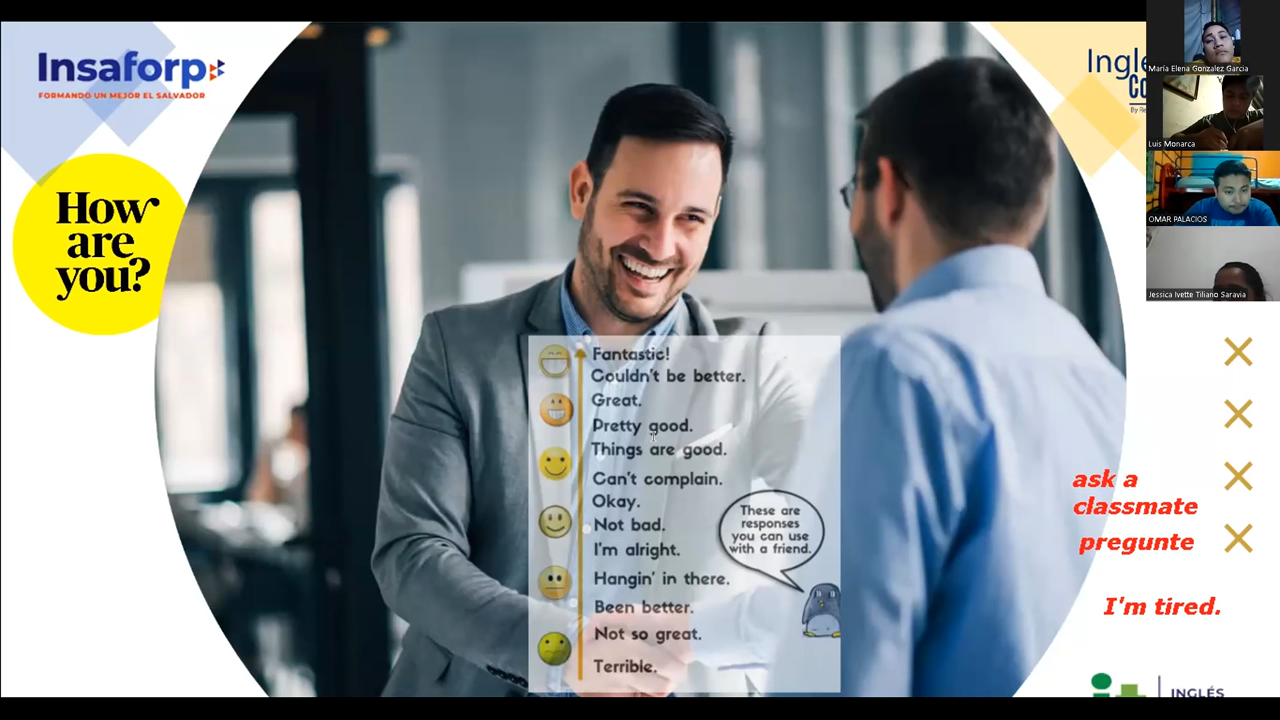 Insaforp
FORMANDO UN MEJOR EL SALVADOR
How
are
you?
Fantastic!
Couldn't be better.
Great.
Pretty good.
Things are good.
Can't complain.
Okay.
Not bad.
I'm alright.
Hangin' in there.
Been better.
Not so great.
Terrible.
These are
responses
you can use
with a friend.
María Elena Gonzalez Garcia
Luis Monarca
OMAR PALACIOS
Jessica Ivette Tiliano Saravia
ask a
classmate
pregunte
I'm tired.
INGLÉS